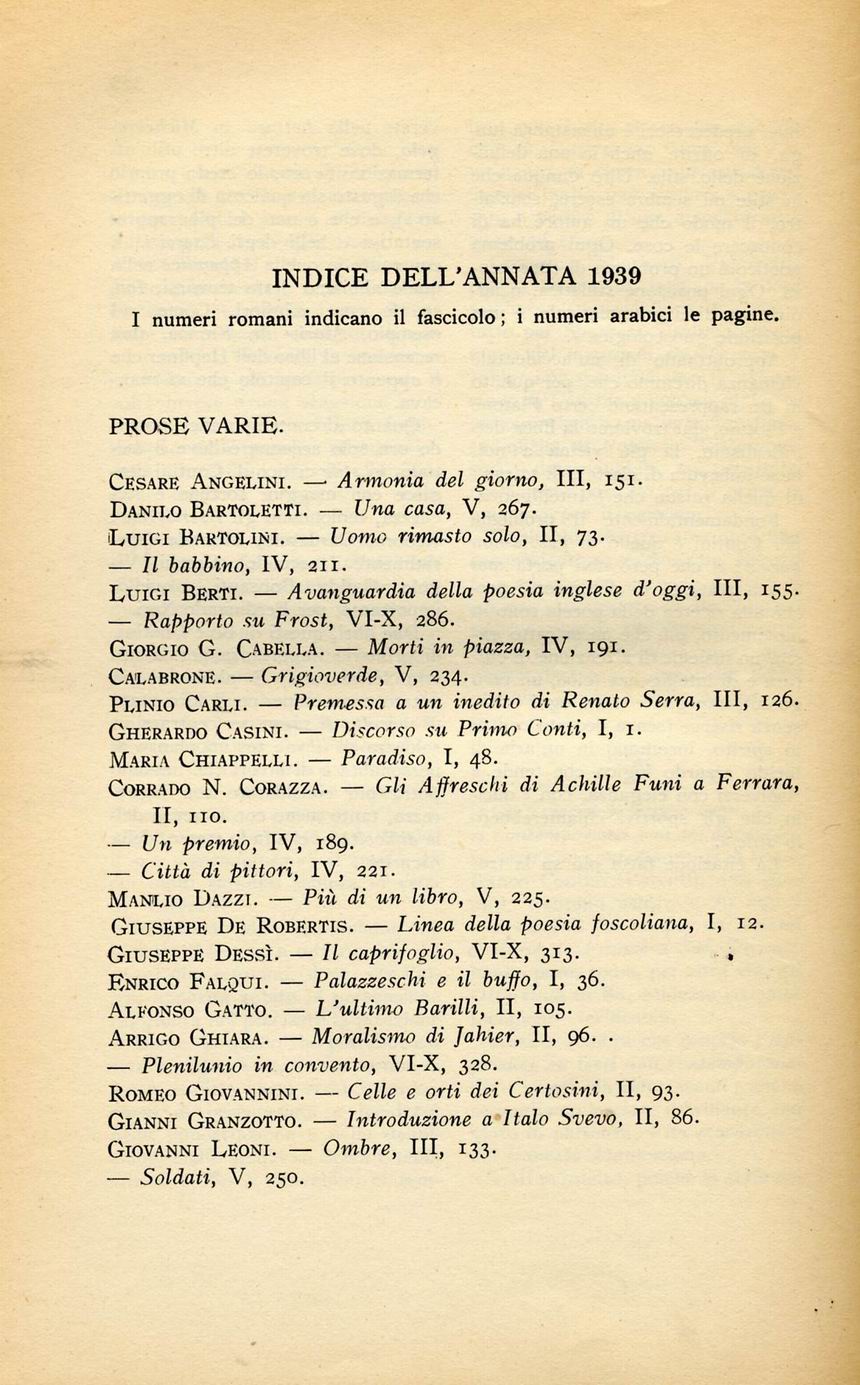 INDICE DELL'ANNATA 1939
I numeri romani indicano il fascicolo; i numeri arabici le pagine.
PROSE VARIE.
CESARE ANGELINI. — Armonia del giorno, III, 151.
DANILO BARTOLETTI. — Una casa, V, 267.
LUIGI BARTOLINI. — Uomo rimasto solo, II, 73.
— Il babbino, IV, 211.
LUIGI BERTI. — Avanguardia della poesia inglese d'oggi, III, 155.
— Rapporto su Frost, VI-X, 286.
GIORGIO G. CABELLA. — Morti in piazza, IV, 191.
CALABRONE. — Grigioverde, V, 234.
PLINIO CARLI. — Premessa a un inedito di Renato Serra, III, 126.
GHERARDO CASINI. — Discorso su Primo Conti, I, 1.
MARIA CHIAPPELLI. — Paradiso, I, 48.
CORRADO N. CORAZZA. — Gli Affreschi di Achille Funi a Ferrara,
II, 110.
— Un premio, IV, 189.
— Città di pittori, IV, 221.
MANLIO DAZZI. — Più di un libro, V, 225.
GIUSEPPE DE ROBERTIS. — Linea della poesia foscoliana, I, 12.
GIUSEPPE DESSÌ. — Il caprifoglio, VI-X, 313.
ENRICO FALQUI. — Palazzeschi e il buffo, I, 36.
ALFONSO GATTO. — L'ultimo Barilli, II, 105.
ARRIGO GHIARA. — Moralismo di Jahier, II, 96.
— Plenilunio in convento, VI-X, 328.
ROMEO GIOVANNINI. — Celle e orti dei Certosini, II, 93.
GIANNI GRANZOTTO. — Introduzione a Italo Svevo, II, 86.
GIOVANNI LEONI. — Ombre, III, 133.
— Soldati, V, 250.